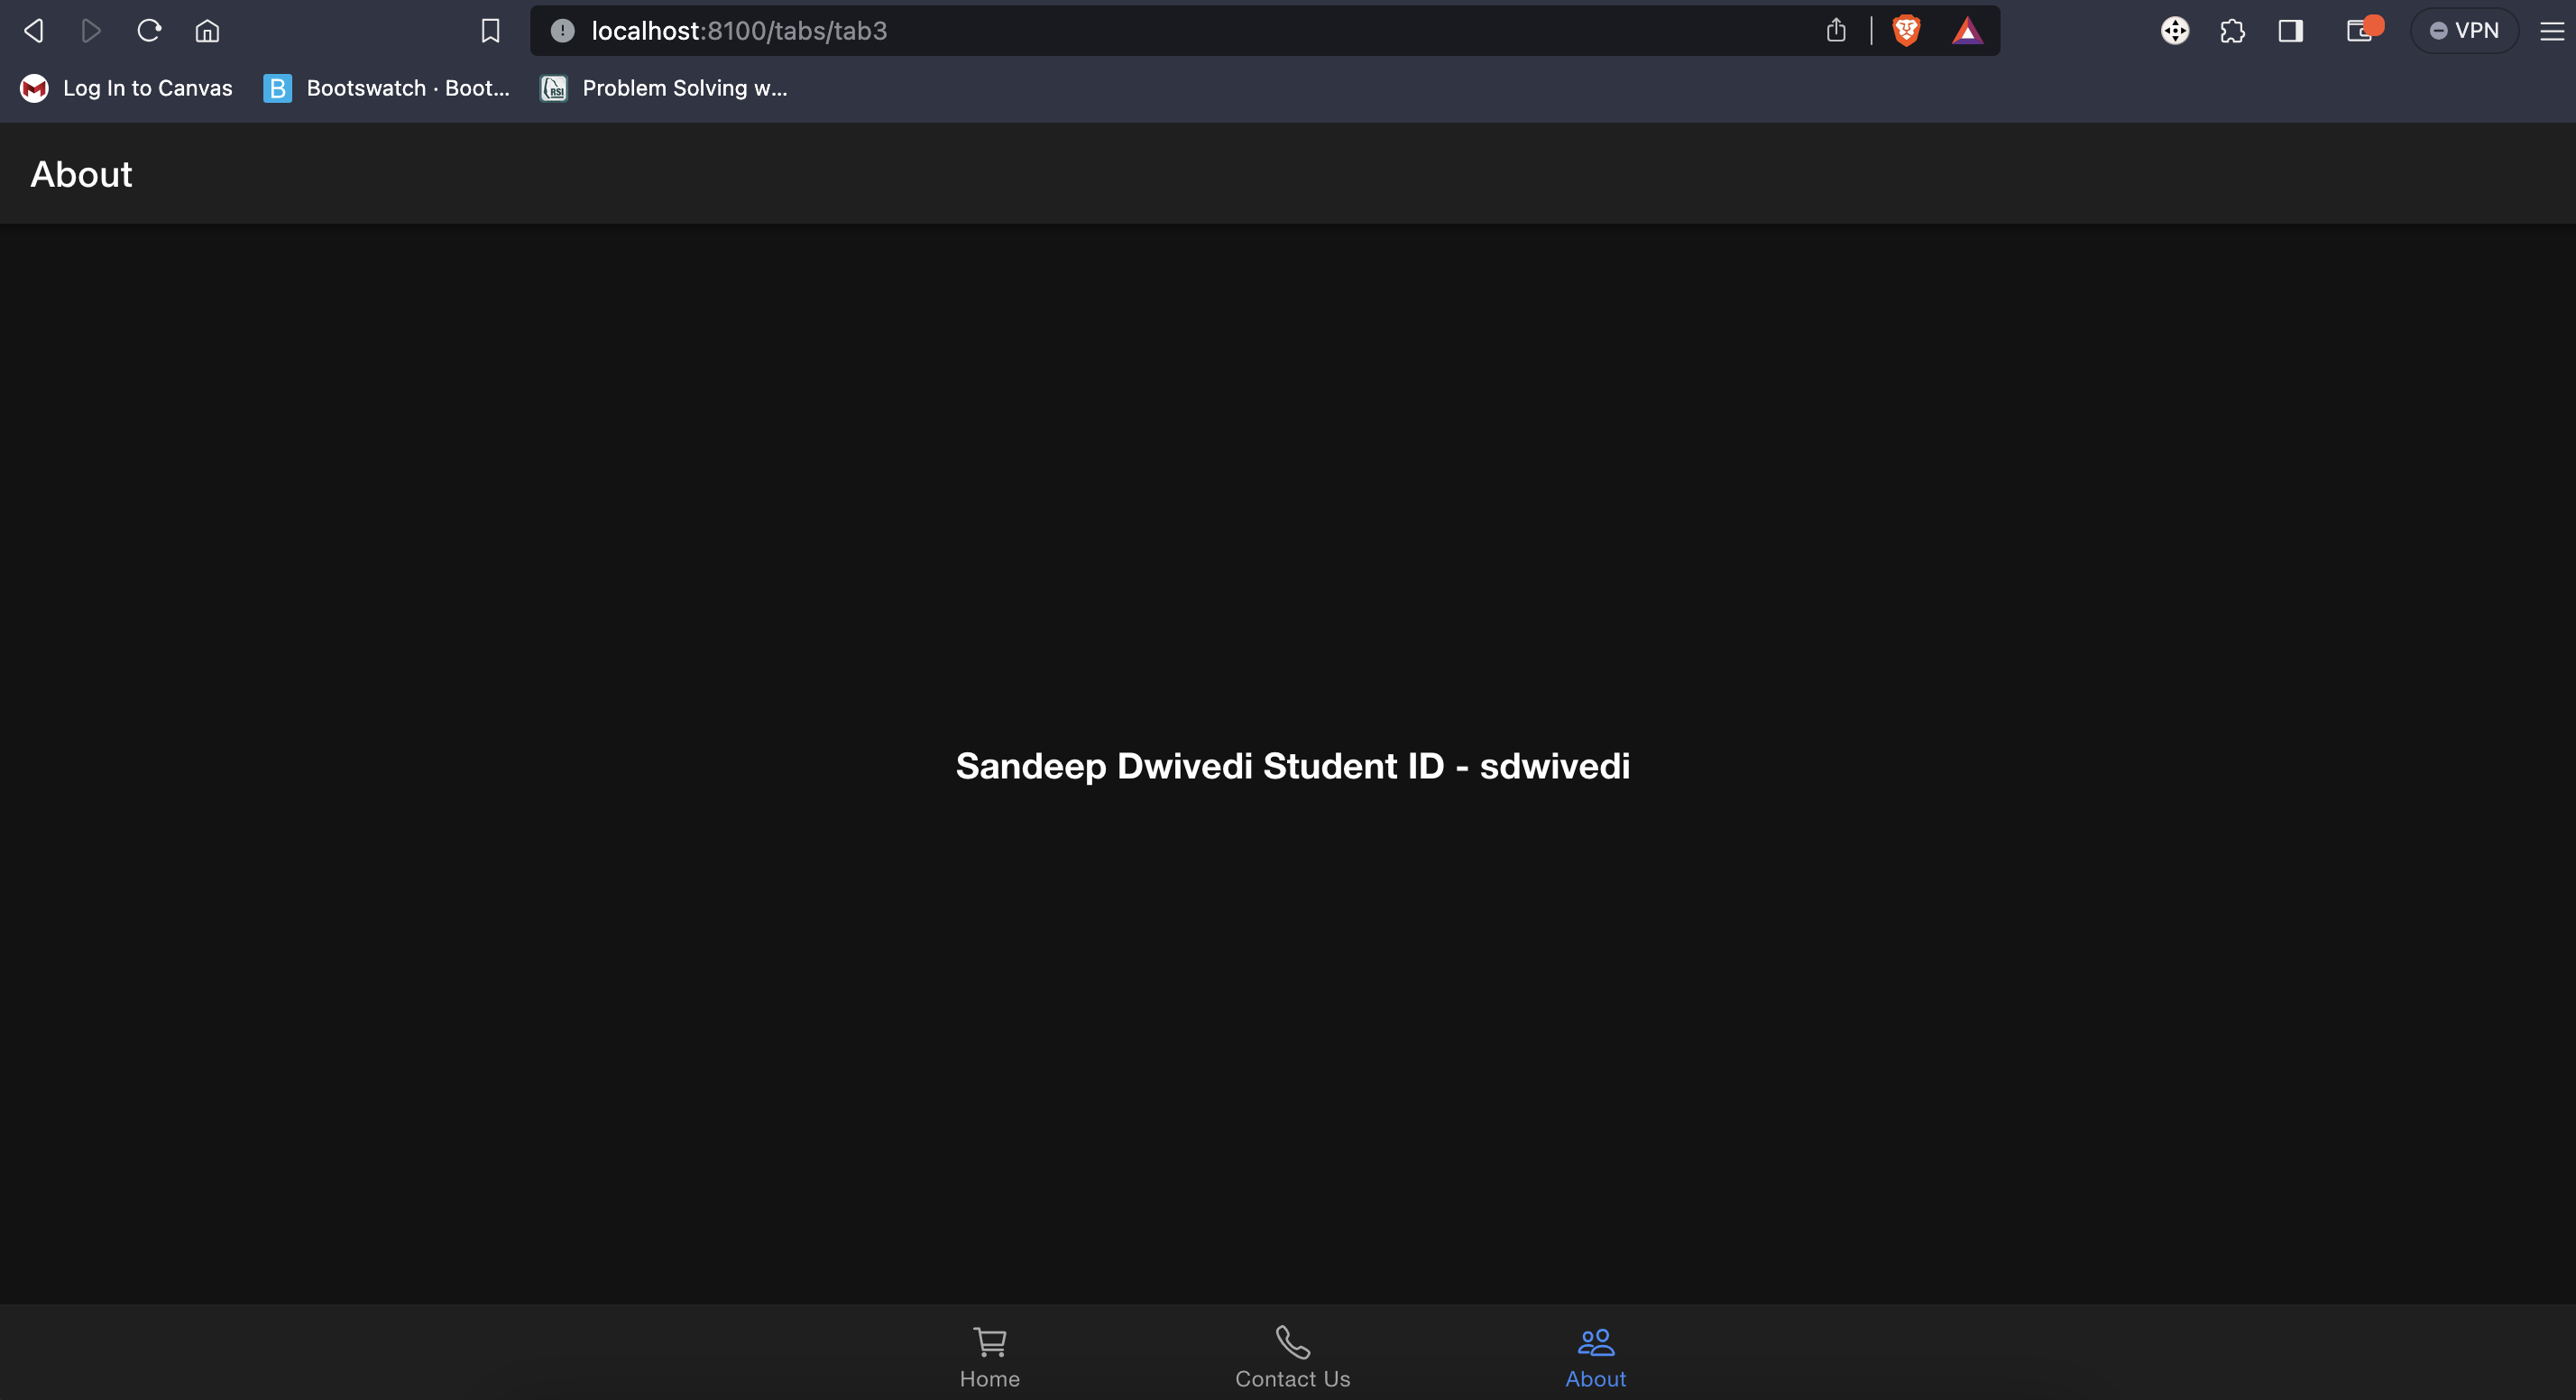 localhost:8100/tabs/tab3
VPN
Log In to Canvas
B
Bootswatch · Boot...
RSI
Problem Solving w...
About
Sandeep Dwivedi Student ID - sdwivedi
Home
Contact Us
About